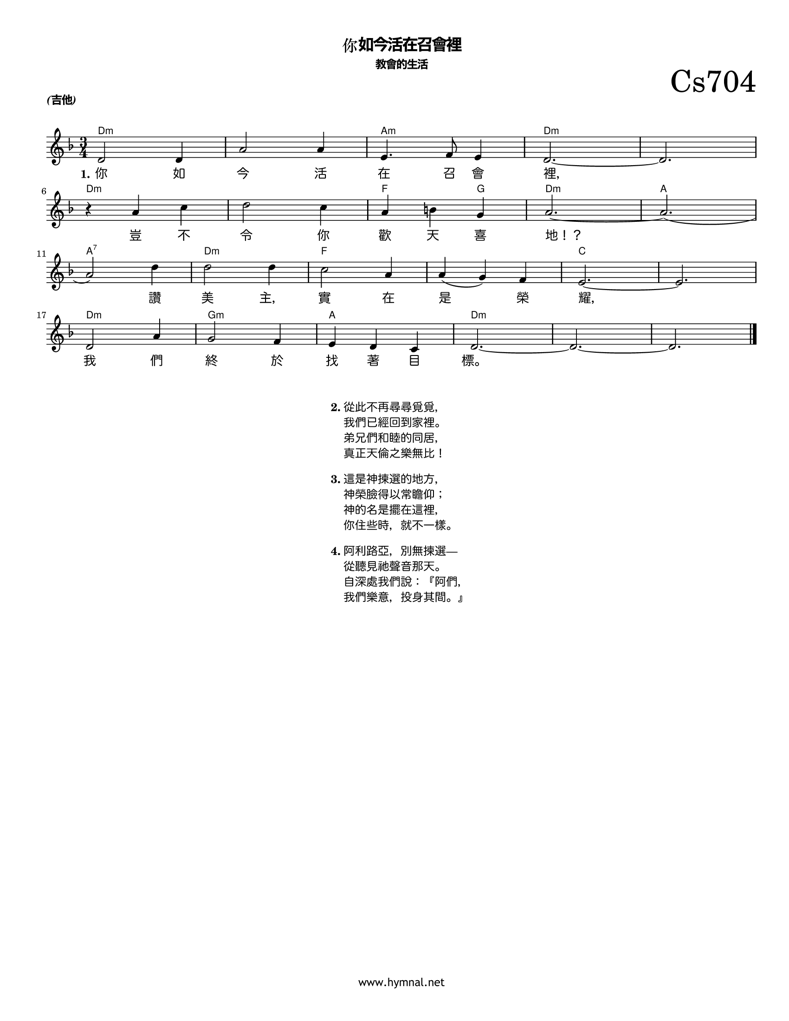 你如今活在召會裡
教會的生活
Cs704
(吉他)
Dm Am Dm
3
4
1. 你 如 今 活 在 召 會 裡,
6 Dm F G Dm A
豈 不 令 你 歡 天 喜 地!?
11 A7 Dm F C
讚 美 主, 實 在 是 榮 耀,
17 Dm Gm A Dm
我 們 終 於 找 著 目 標。
2. 從此不再尋尋覓覓,
我們已經回到家裡。
弟兄們和睦的同居,
真正天倫之樂無比!
3. 這是神揀選的地方,
神榮臉得以常瞻仰;
神的名是擺在這裡,
你住些時, 就不一樣。
4. 阿利路亞, 別無揀選—
從聽見祂聲音那天。
自深處我們說:『阿們,
我們樂意, 投身其間。』
www.hymnal.net